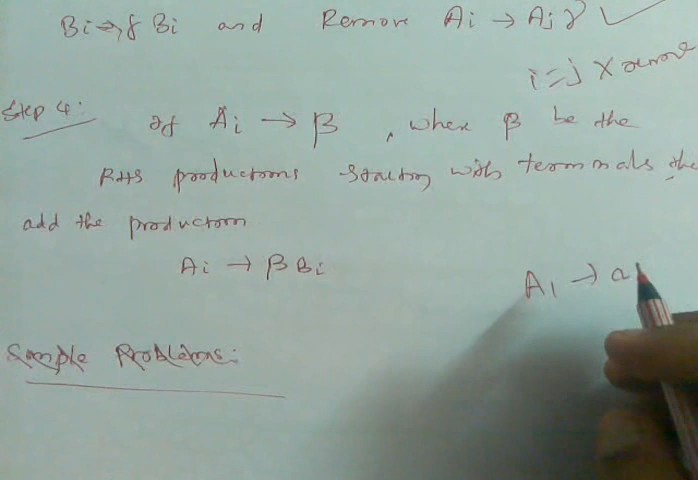 Bi → γ Bi and Remove Ai → Aj γ ✓
i=j X
Step 4:
If Ai → β , where β be the
RHS productions starting with terminals the
add the production
Ai → β Bi
A1 → a
Sample Problems: